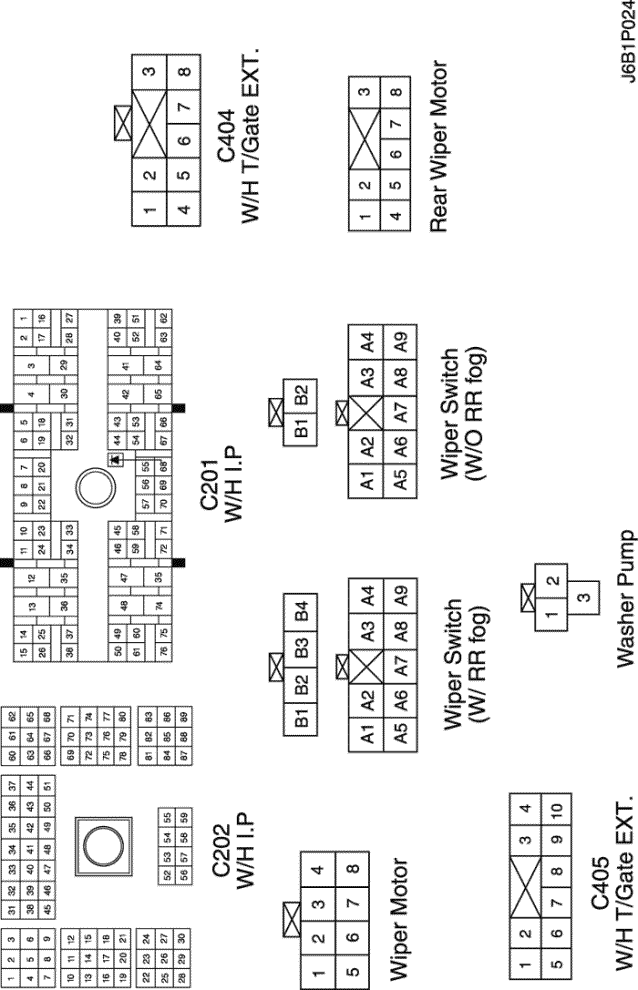 1 2 3
4 5 6
7 8 9
10 11 12
13 14 15
16 17 18
19 20 21
22 23 24
25 26 27
28 29 30
31 32 33 34 35 36 37
38 39 40 41 42 43 44
45 46 47 48 49 50 51
52 53 54 55
56 57 58 59
60 61 62
63 64 65
66 67 68
69 70 71
72 73 74
75 76 77
78 79 80
81 82 83
84 85 86
87 88 89
C202
W/H I.P
15 14 13 12 11 10 9 8 7 6 5 4 3 2 1
26 25 24 23 22 21 20 19 18 17 16
38 37 36 35 34 33 32 31 30 29 28 27
50 49 48 47 46 45 44 43 42 41 40 39
61 60 59 58 57 56 55 54 53 52 51
76 75 74 35 72 71 70 69 68 67 66 65 64 63 62
C201
W/H I.P
1 2 3
4 5 6 7 8
C404
W/H T/Gate EXT.
1 2 3 4
5 6 7 8
Wiper Motor
B1 B2 B3 B4
A1 A2 A3 A4
A5 A6 A7 A8 A9
Wiper Switch
(W/ RR fog)
B1 B2
A1 A2 A3 A4
A5 A6 A7 A8 A9
Wiper Switch
(W/O RR fog)
1 2 3
4 5 6 7 8
Rear Wiper Motor
1 2 3 4
5 6 7 8 9 10
C405
W/H T/Gate EXT.
1 2
3
Washer Pump
J6B1P024